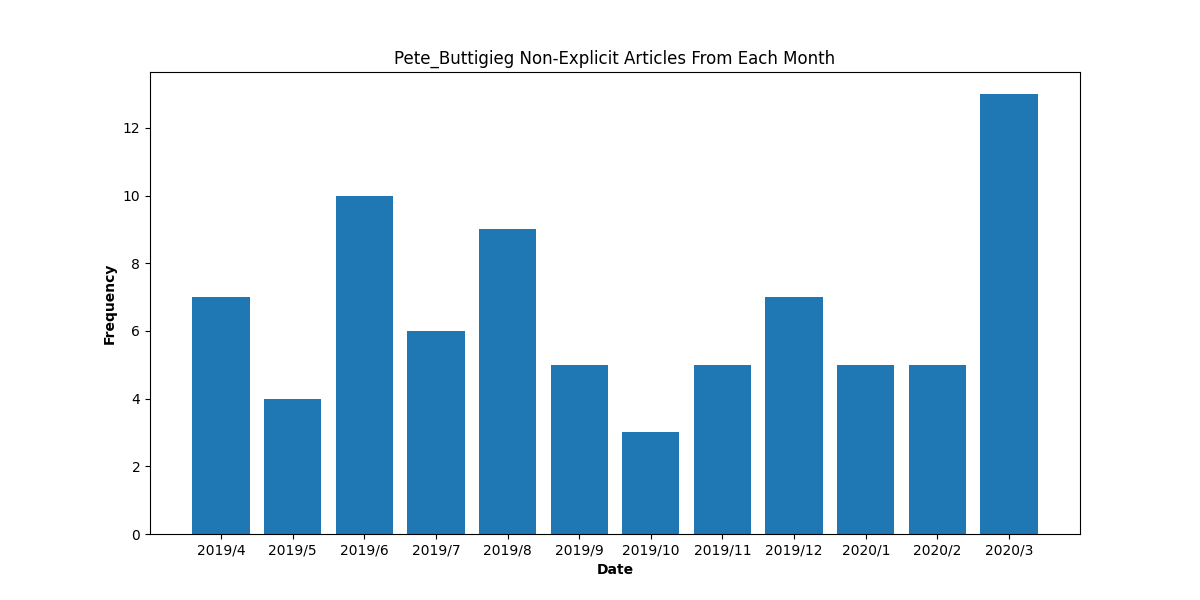 Pete_Buttigieg Non-Explicit Articles From Each Month
12
10
8
6
4
2
0
Frequency
2019/4 2019/5 2019/6 2019/7 2019/8 2019/9 2019/10 2019/11 2019/12 2020/1 2020/2 2020/3
Date